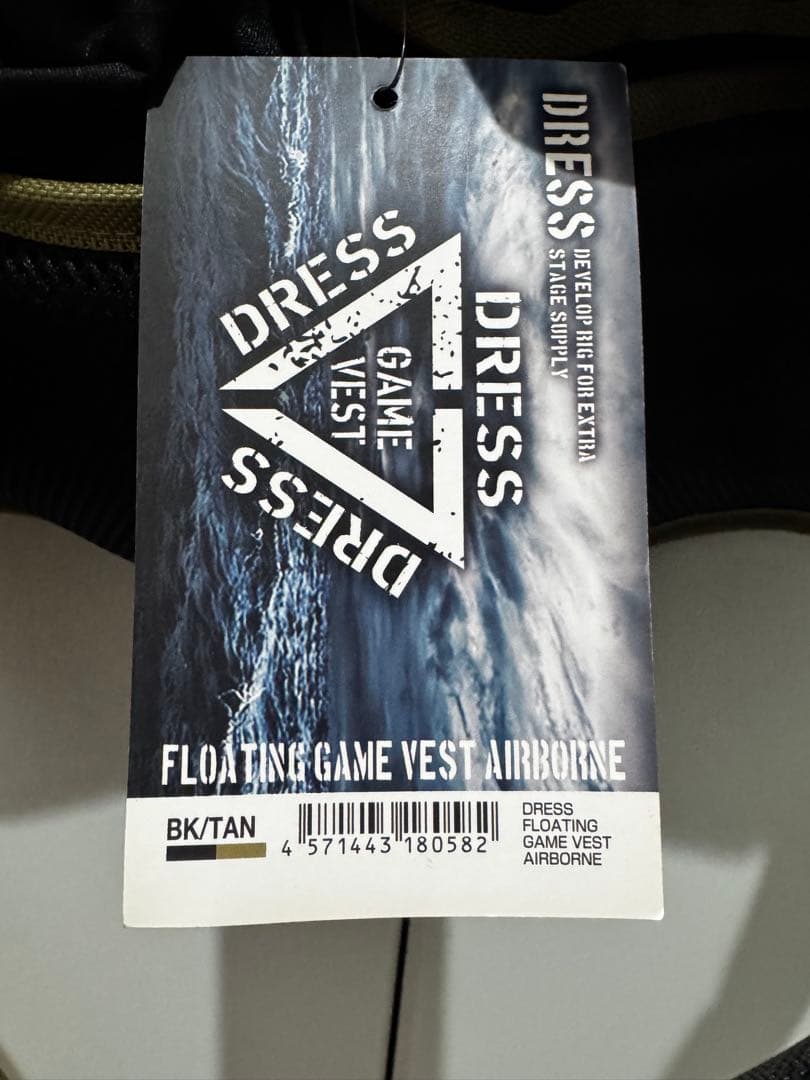 DRESS
DEVELOP RIG FOR EXTRA
STAGE SUPPLY
DRESS
DRESS
DRESS
GAME
VEST
FLOATING GAME VEST AIRBORNE
BK/TAN
4 571443 180582
DRESS
FLOATING
GAME VEST
AIRBORNE